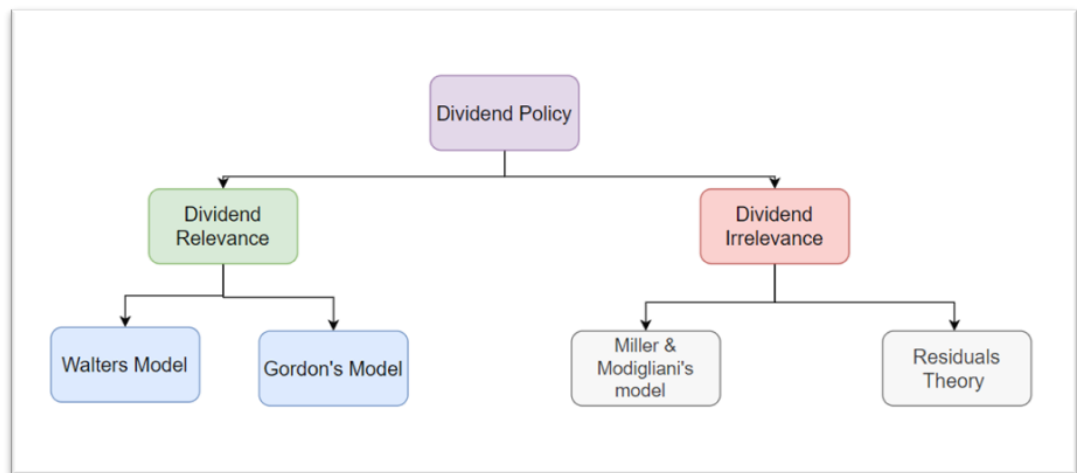 Dividend Policy
Dividend
Relevance
Dividend
Irrelevance
Walters Model
Gordon's Model
Miller &
Modigliani's
model
Residuals
Theory